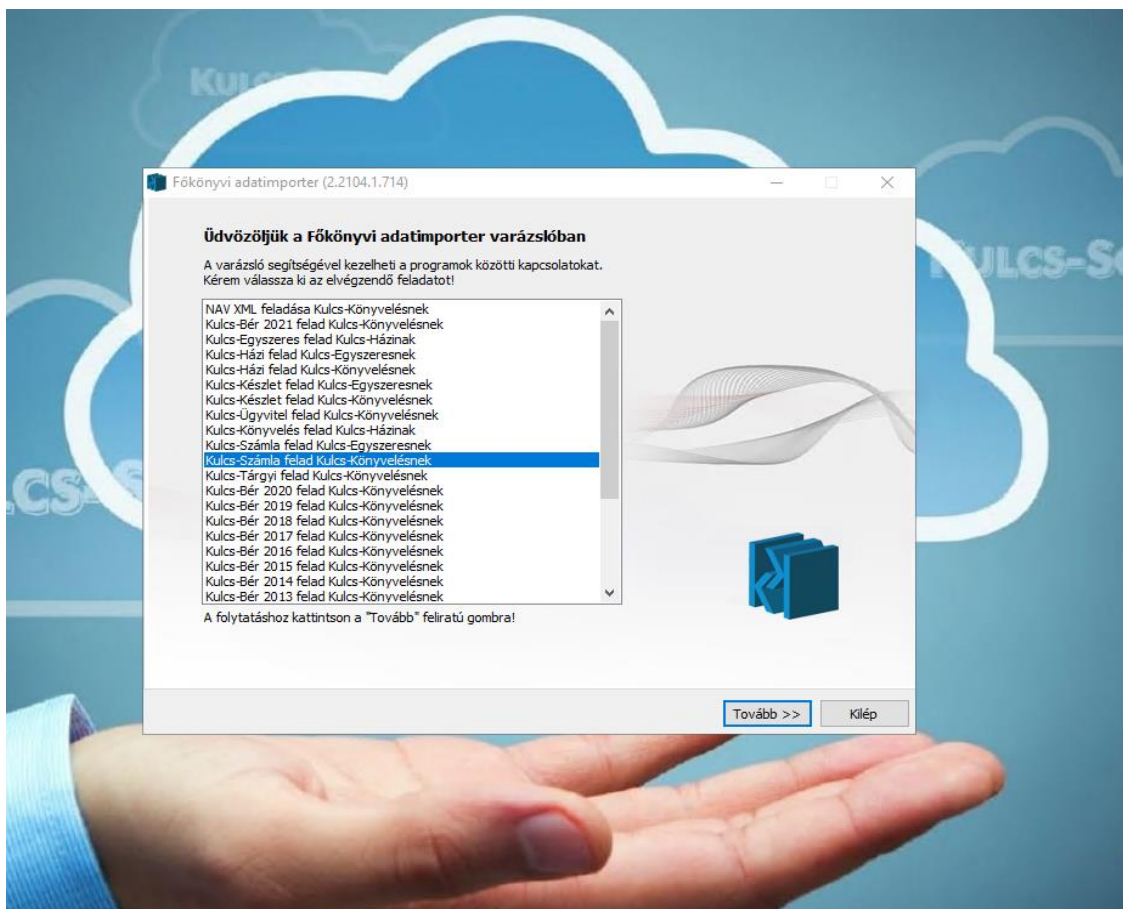 Főkönyvi adatimporter (2.2104.1.714)
Üdvözöljük a Főkönyvi adatimporter varázslóban
A varázsló segítségével kezelheti a programok közötti kapcsolatokat.
Kérem válassza ki az elvégzendő feladatot!
NAV XML feladása Kulcs-Könyvelésnek
Kulcs-Bér 2021 felad Kulcs-Könyvelésnek
Kulcs-Egyszeres felad Kulcs-Házinak
Kulcs-Házi felad Kulcs-Egyszeresnek
Kulcs-Házi felad Kulcs-Könyvelésnek
Kulcs-Készlet felad Kulcs-Egyszeresnek
Kulcs-Készlet felad Kulcs-Könyvelésnek
Kulcs-Ügyvitel felad Kulcs-Könyvelésnek
Kulcs-Könyvelés felad Kulcs-Házinak
Kulcs-Számla felad Kulcs-Egyszeresnek
Kulcs-Számla felad Kulcs-Könyvelésnek
Kulcs-Tárgyi felad Kulcs-Könyvelésnek
Kulcs-Bér 2020 felad Kulcs-Könyvelésnek
Kulcs-Bér 2019 felad Kulcs-Könyvelésnek
Kulcs-Bér 2018 felad Kulcs-Könyvelésnek
Kulcs-Bér 2017 felad Kulcs-Könyvelésnek
Kulcs-Bér 2016 felad Kulcs-Könyvelésnek
Kulcs-Bér 2015 felad Kulcs-Könyvelésnek
Kulcs-Bér 2014 felad Kulcs-Könyvelésnek
Kulcs-Bér 2013 felad Kulcs-Könyvelésnek
A folytatáshoz kattintson a "Tovább" feliratú gombra!
Tovább >>
Kilép